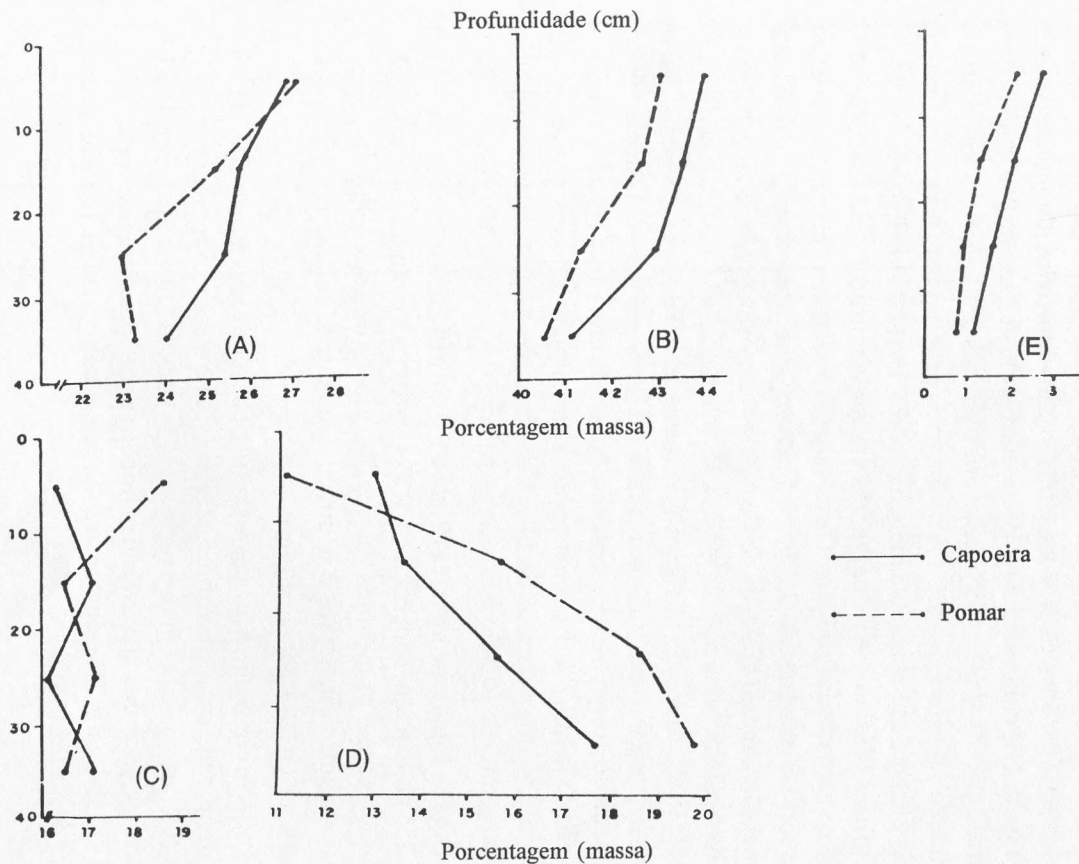 Profundidade (cm)
0
10
20
30
40
22 23 24 25 26 27 28
(A)
40 41 42 43 44
(B)
0 1 2 3
(E)
Porcentagem (massa)
0
10
20
30
40
16 17 18 19
(C)
11 12 13 14 15 16 17 18 19 20
(D)
Capoeira
Pomar
Porcentagem (massa)